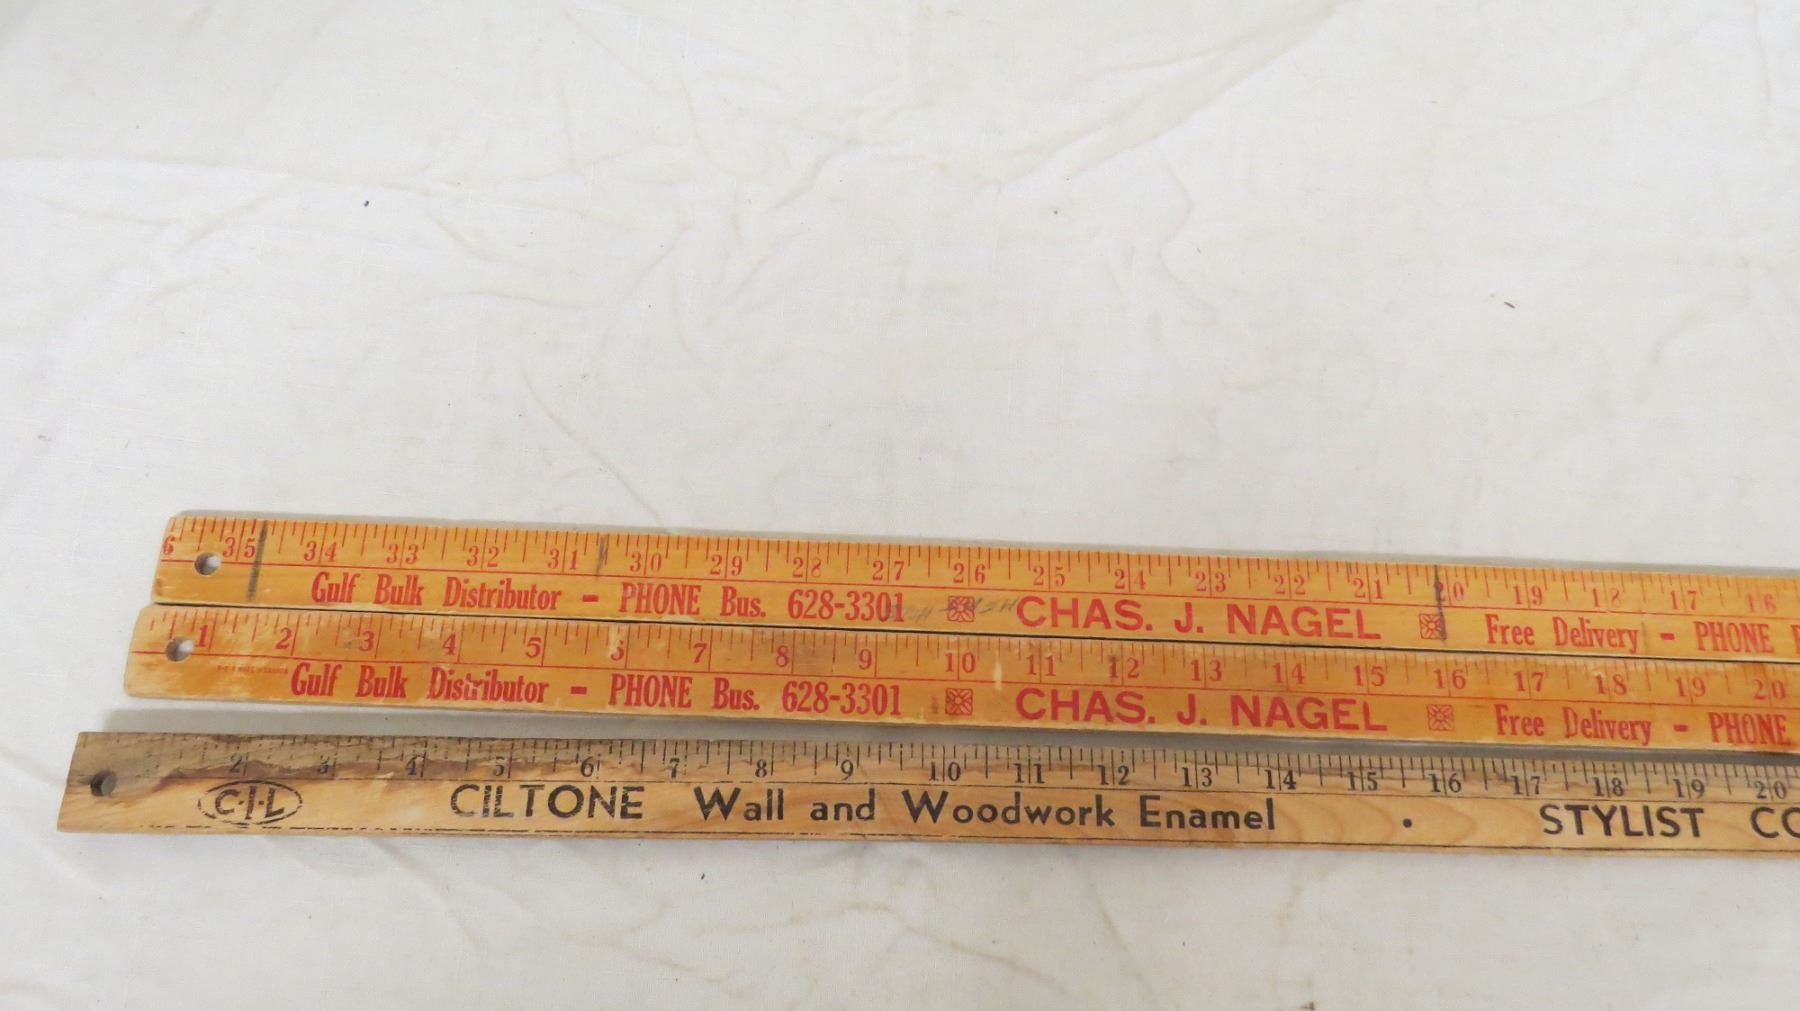 6 35 34 33 32 31 30 29 28 27 26 25 24 23 22 21 20 19 18 17 16
Gulf Bulk Distributor - PHONE Bus. 628-3301 CHAS. J. NAGEL Free Delivery - PHONE
1 2 3 4 5 6 7 8 9 10 11 12 13 14 15 16 17 18 19 20
Gulf Bulk Distributor - PHONE Bus. 628-3301 CHAS. J. NAGEL Free Delivery - PHONE
2 3 4 5 6 7 8 9 10 11 12 13 14 15 16 17 18 19 20
C-I-L CILTONE Wall and Woodwork Enamel • STYLIST CO